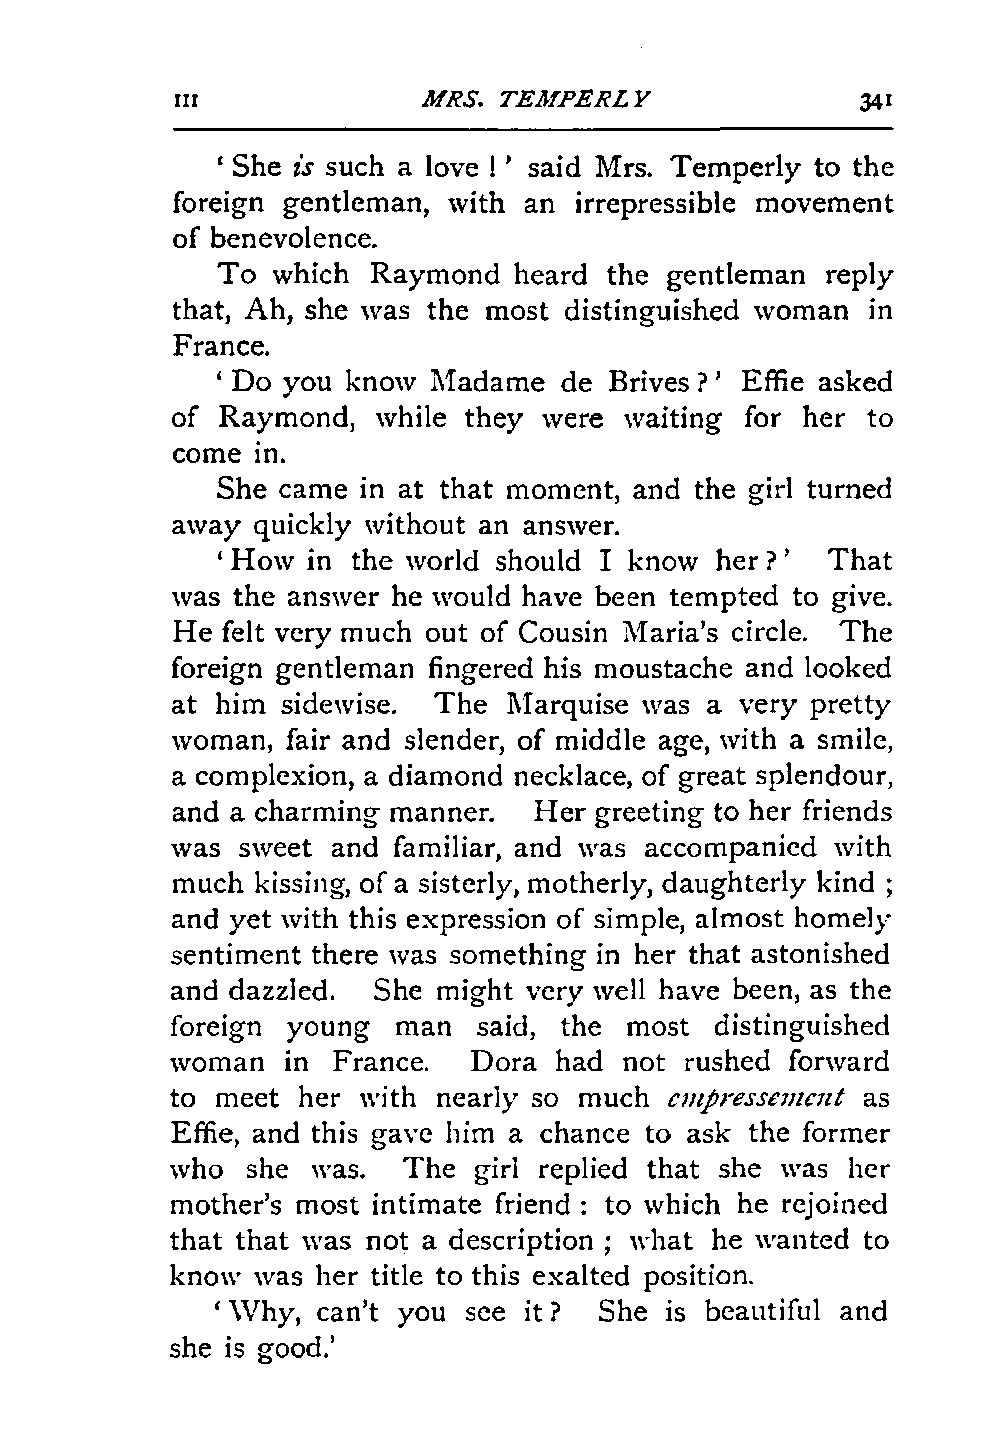 III MRS. TEMPERLY 341
‘ She is such a love ! ’ said Mrs. Temperly to the
foreign gentleman, with an irrepressible movement
of benevolence.
To which Raymond heard the gentleman reply
that, Ah, she was the most distinguished woman in
France.
‘ Do you know Madame de Brives ? ’ Effie asked
of Raymond, while they were waiting for her to
come in.
She came in at that moment, and the girl turned
away quickly without an answer.
‘ How in the world should I know her ? ’ That
was the answer he would have been tempted to give.
He felt very much out of Cousin Maria’s circle. The
foreign gentleman fingered his moustache and looked
at him sidewise. The Marquise was a very pretty
woman, fair and slender, of middle age, with a smile,
a complexion, a diamond necklace, of great splendour,
and a charming manner. Her greeting to her friends
was sweet and familiar, and was accompanied with
much kissing, of a sisterly, motherly, daughterly kind ;
and yet with this expression of simple, almost homely
sentiment there was something in her that astonished
and dazzled. She might very well have been, as the
foreign young man said, the most distinguished
woman in France. Dora had not rushed forward
to meet her with nearly so much empressement as
Effie, and this gave him a chance to ask the former
who she was. The girl replied that she was her
mother’s most intimate friend : to which he rejoined
that that was not a description ; what he wanted to
know was her title to this exalted position.
‘ Why, can’t you see it ? She is beautiful and
she is good.’